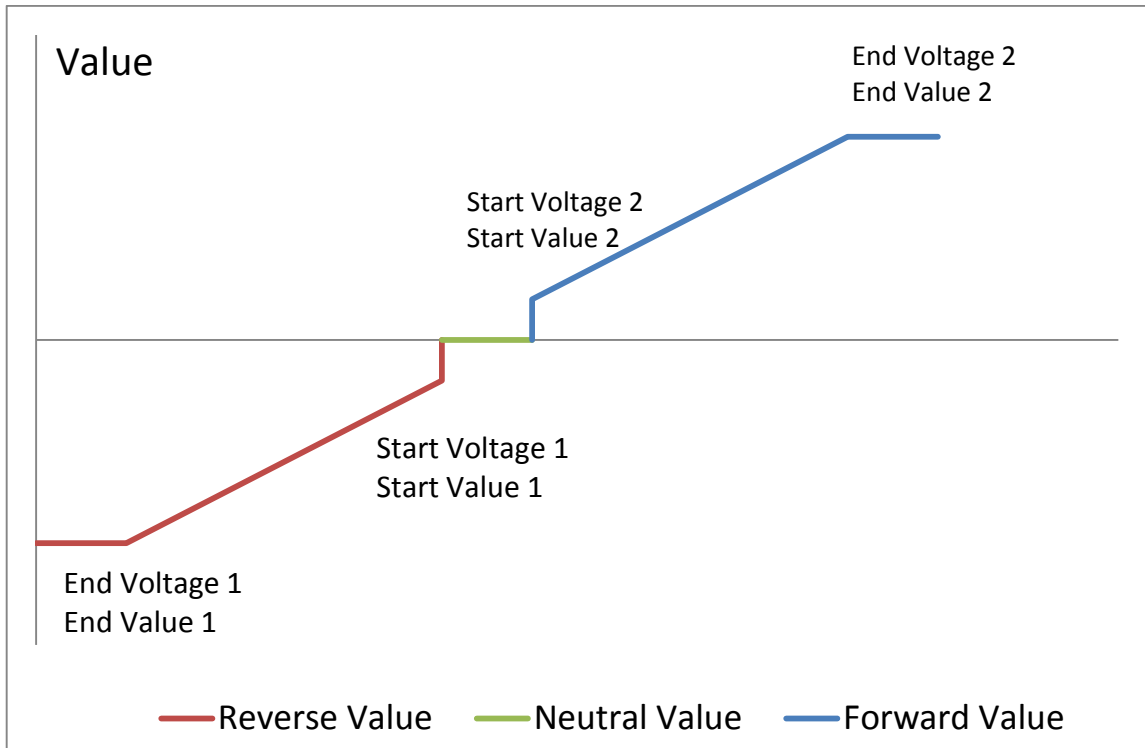 Value
End Voltage 2
End Value 2
Start Voltage 2
Start Value 2
Start Voltage 1
Start Value 1
End Voltage 1
End Value 1
Reverse Value
Neutral Value
Forward Value